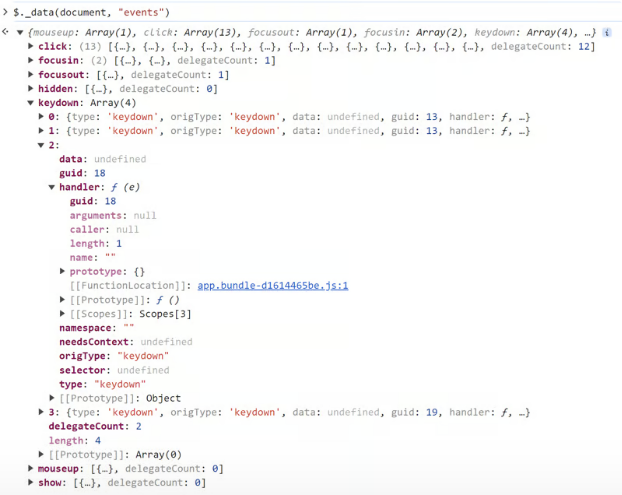 > $._data(document, "events")
{mouseup: Array(1), click: Array(13), focusout: Array(1), focusin: Array(2), keydown: Array(4), …} i
click: (13) [{…}, {…}, {…}, {…}, {…}, {…}, {…}, {…}, {…}, {…}, {…}, {…}, {…}, delegateCount: 12]
focusin: (2) [{…}, {…}, delegateCount: 1]
focusout: [{…}, delegateCount: 1]
hidden: [{…}, delegateCount: 0]
keydown: Array(4)
0: {type: 'keydown', origType: 'keydown', data: undefined, guid: 13, handler: ƒ, …}
1: {type: 'keydown', origType: 'keydown', data: undefined, guid: 13, handler: ƒ, …}
2:
data: undefined
guid: 18
handler: ƒ (e)
guid: 18
arguments: null
caller: null
length: 1
name: ""
prototype: {}
[[FunctionLocation]]: app.bundle-d1614465be.js:1
[[Prototype]]: ƒ ()
[[Scopes]]: Scopes[3]
namespace: ""
needsContext: undefined
origType: "keydown"
selector: undefined
type: "keydown"
[[Prototype]]: Object
3: {type: 'keydown', origType: 'keydown', data: undefined, guid: 19, handler: ƒ, …}
delegateCount: 2
length: 4
[[Prototype]]: Array(0)
mouseup: [{…}, delegateCount: 0]
show: [{…}, delegateCount: 0]